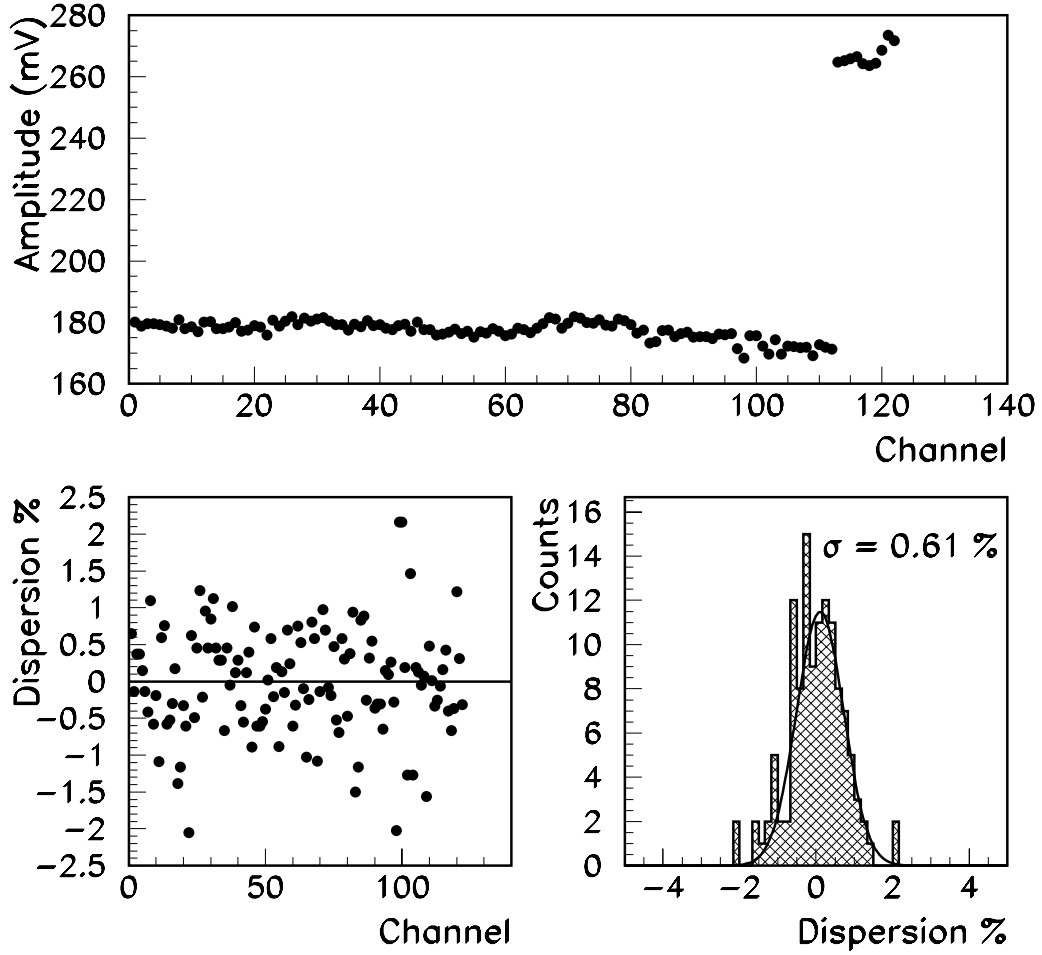 280
260
240
220
200
180
160
Amplitude (mV)
0 20 40 60 80 100 120 140
Channel
2.5
2
1.5
1
0.5
0
−0.5
−1
−1.5
−2
−2.5
Dispersion %
0 50 100
Channel
16
14
12
10
8
6
4
2
0
Counts
σ = 0.61 %
−4 −2 0 2 4
Dispersion %